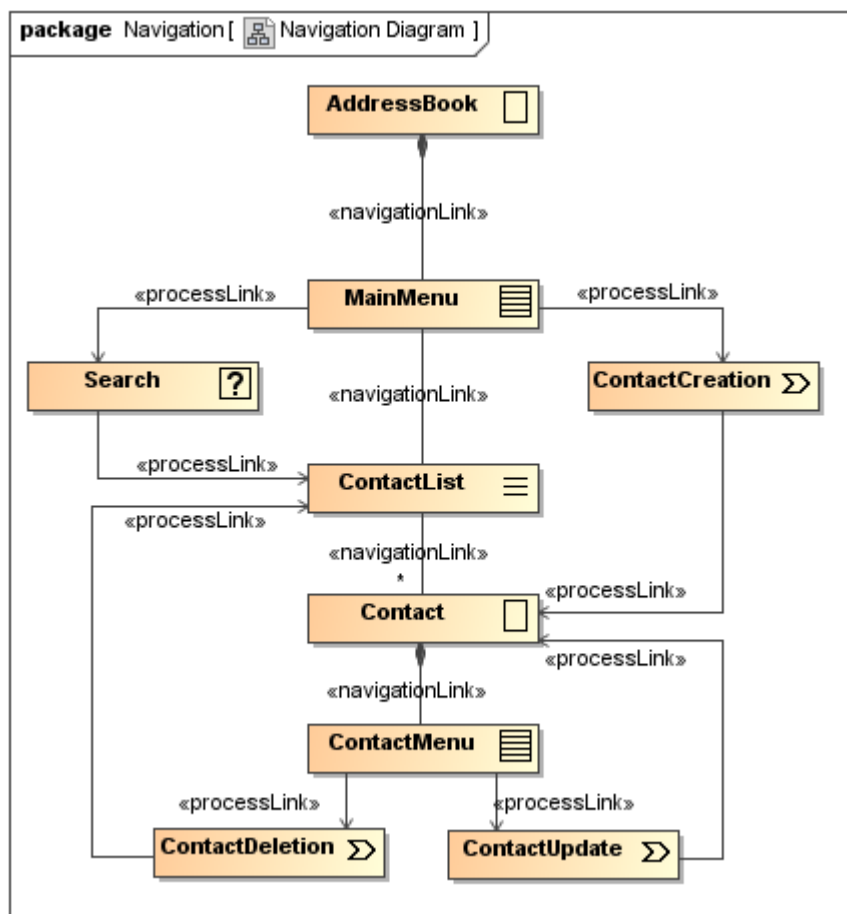 package Navigation[ Navigation Diagram ]
AddressBook
«navigationLink»
«processLink»
MainMenu
«processLink»
Search ?
«navigationLink»
ContactCreation
«processLink»
ContactList
«processLink»
«navigationLink»
*
«processLink»
Contact
«processLink»
«navigationLink»
ContactMenu
«processLink»
«processLink»
ContactDeletion
ContactUpdate